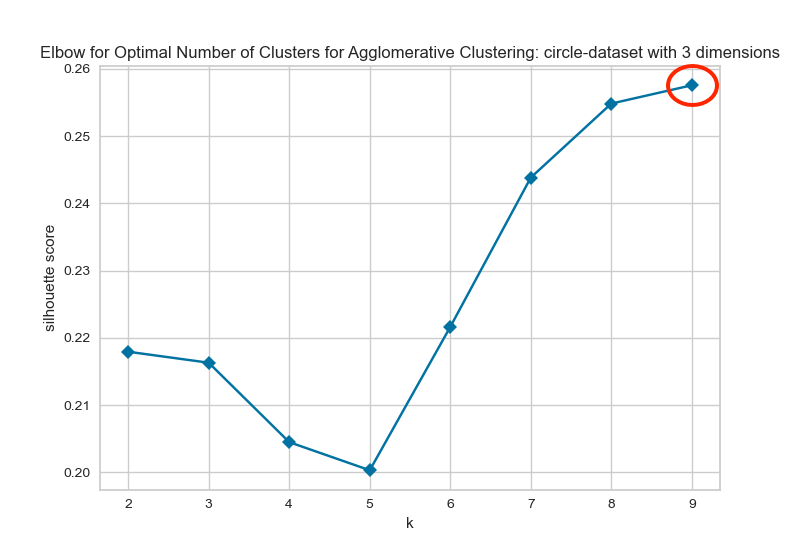 Elbow for Optimal Number of Clusters for Agglomerative Clustering: circle-dataset with 3 dimensions
0.26
0.25
0.24
0.23
0.22
0.21
0.20
silhouette score
2 3 4 5 6 7 8 9
k